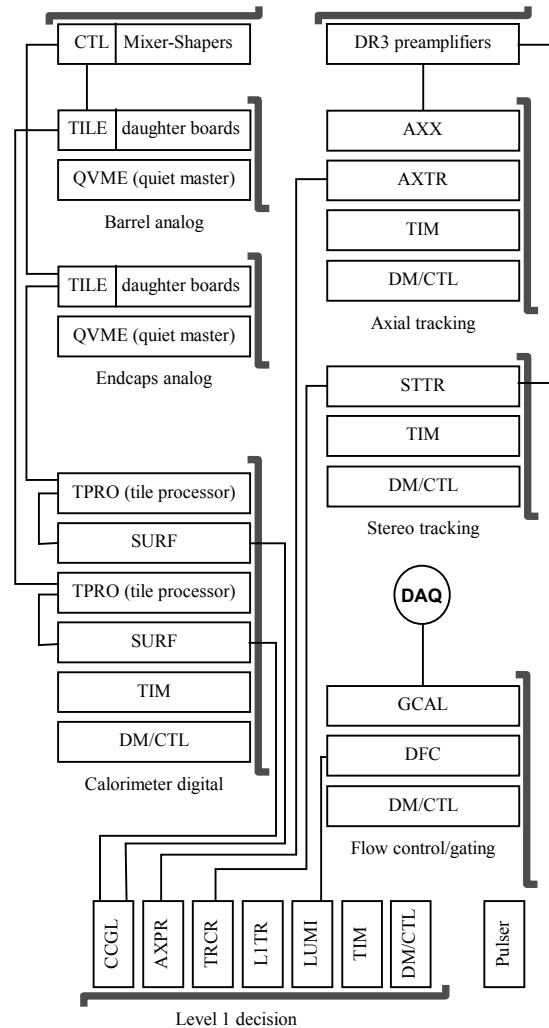 CTL Mixer-Shapers
TILE daughter boards
QVME (quiet master)
Barrel analog
TILE daughter boards
QVME (quiet master)
Endcaps analog
TPRO (tile processor)
SURF
TPRO (tile processor)
SURF
TIM
DM/CTL
Calorimeter digital
DR3 preamplifiers
AXX
AXTR
TIM
DM/CTL
Axial tracking
STTR
TIM
DM/CTL
Stereo tracking
DAQ
GCAL
DFC
DM/CTL
Flow control/gating
CCGL
AXPR
TRCR
L1TR
LUMI
TIM
DM/CTL
Pulser
Level 1 decision